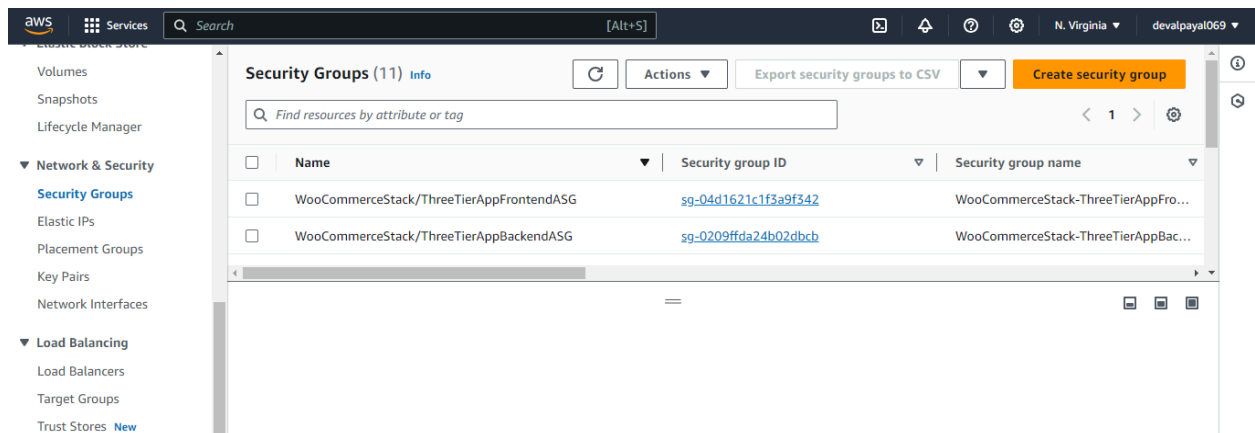 aws
Services
Search
[Alt+S]
N. Virginia
devalpayal069
Elastic Block Store
Volumes
Snapshots
Lifecycle Manager
Network & Security
Security Groups
Elastic IPs
Placement Groups
Key Pairs
Network Interfaces
Load Balancing
Load Balancers
Target Groups
Trust Stores New
Security Groups (11) Info
Actions
Export security groups to CSV
Create security group
Find resources by attribute or tag
1
Name
Security group ID
Security group name
WooCommerceStack/ThreeTierAppFrontendASG
sg-04d1621c1f3a9f342
WooCommerceStack-ThreeTierAppFro...
WooCommerceStack/ThreeTierAppBackendASG
sg-0209ffda24b02dbcb
WooCommerceStack-ThreeTierAppBac...